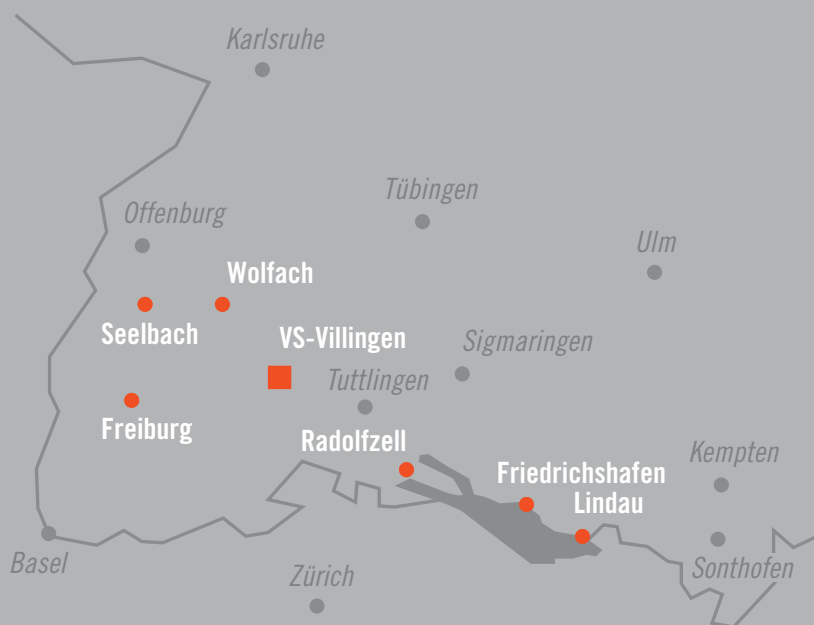 Karlsruhe
Tübingen
Offenburg
Ulm
Wolfach
Seelbach
VS-Villingen
Sigmaringen
Tuttlingen
Freiburg
Radolfzell
Kempten
Friedrichshafen
Lindau
Basel
Zürich
Sonthofen